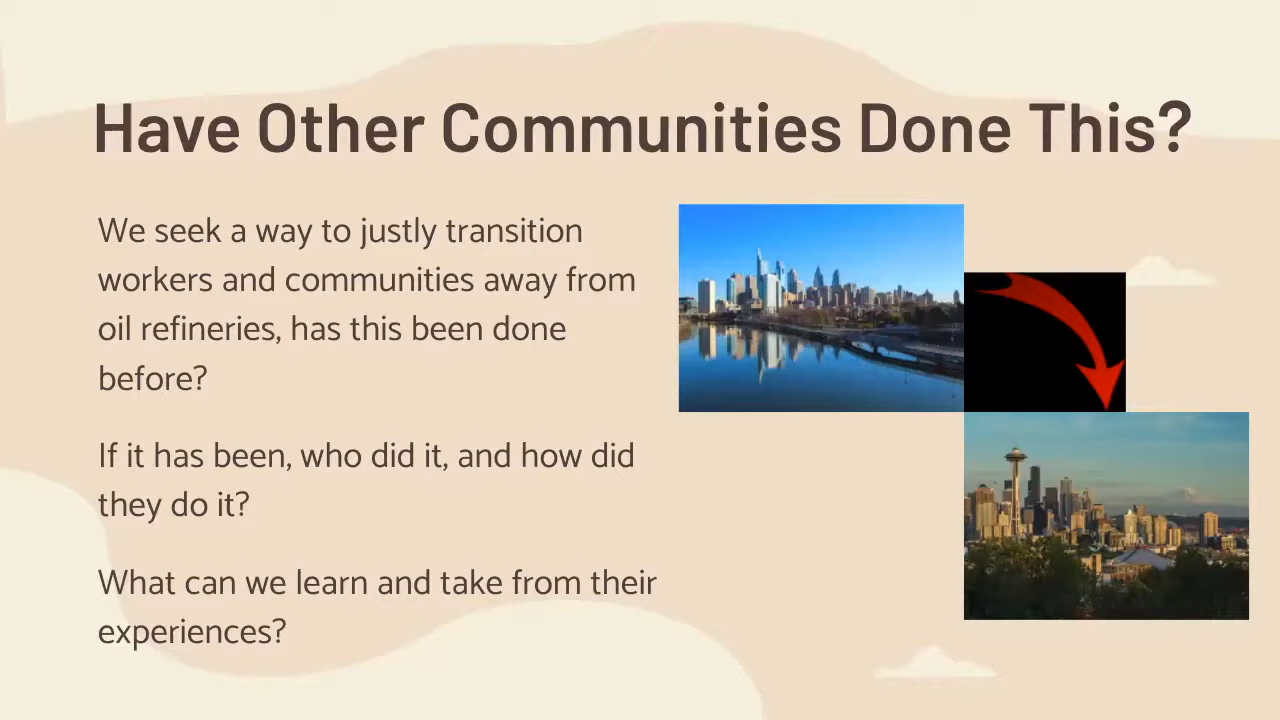 Have Other Communities Done This?
We seek a way to justly transition
workers and communities away from
oil refineries, has this been done
before?
If it has been, who did it, and how did
they do it?
What can we learn and take from their
experiences?